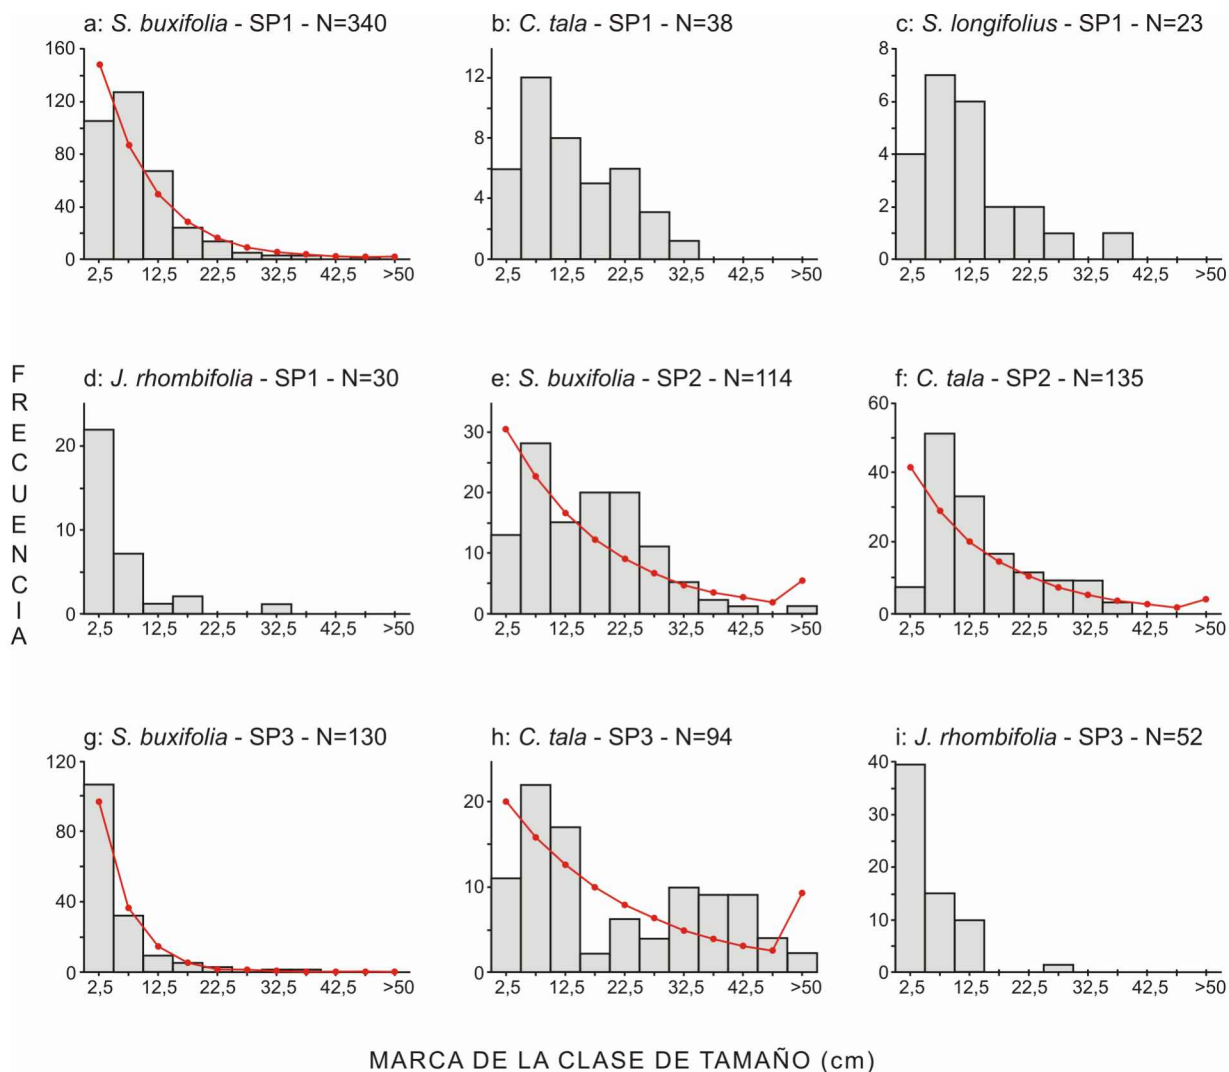 a: S. buxifolia - SP1 - N=340
b: C. tala - SP1 - N=38
c: S. longifolius - SP1 - N=23
160
120
80
40
0
2,5 12,5 22,5 32,5 42,5 >50
12
8
4
0
2,5 12,5 22,5 32,5 42,5 >50
8
6
4
2
0
2,5 12,5 22,5 32,5 42,5 >50
FRECUENCIA
d: J. rhombifolia - SP1 - N=30
e: S. buxifolia - SP2 - N=114
f: C. tala - SP2 - N=135
20
10
0
2,5 12,5 22,5 32,5 42,5 >50
30
20
10
0
2,5 12,5 22,5 32,5 42,5 >50
60
40
20
0
2,5 12,5 22,5 32,5 42,5 >50
g: S. buxifolia - SP3 - N=130
h: C. tala - SP3 - N=94
i: J. rhombifolia - SP3 - N=52
120
80
40
0
2,5 12,5 22,5 32,5 42,5 >50
20
10
0
2,5 12,5 22,5 32,5 42,5 >50
40
30
20
10
0
2,5 12,5 22,5 32,5 42,5 >50
MARCA DE LA CLASE DE TAMAÑO (cm)